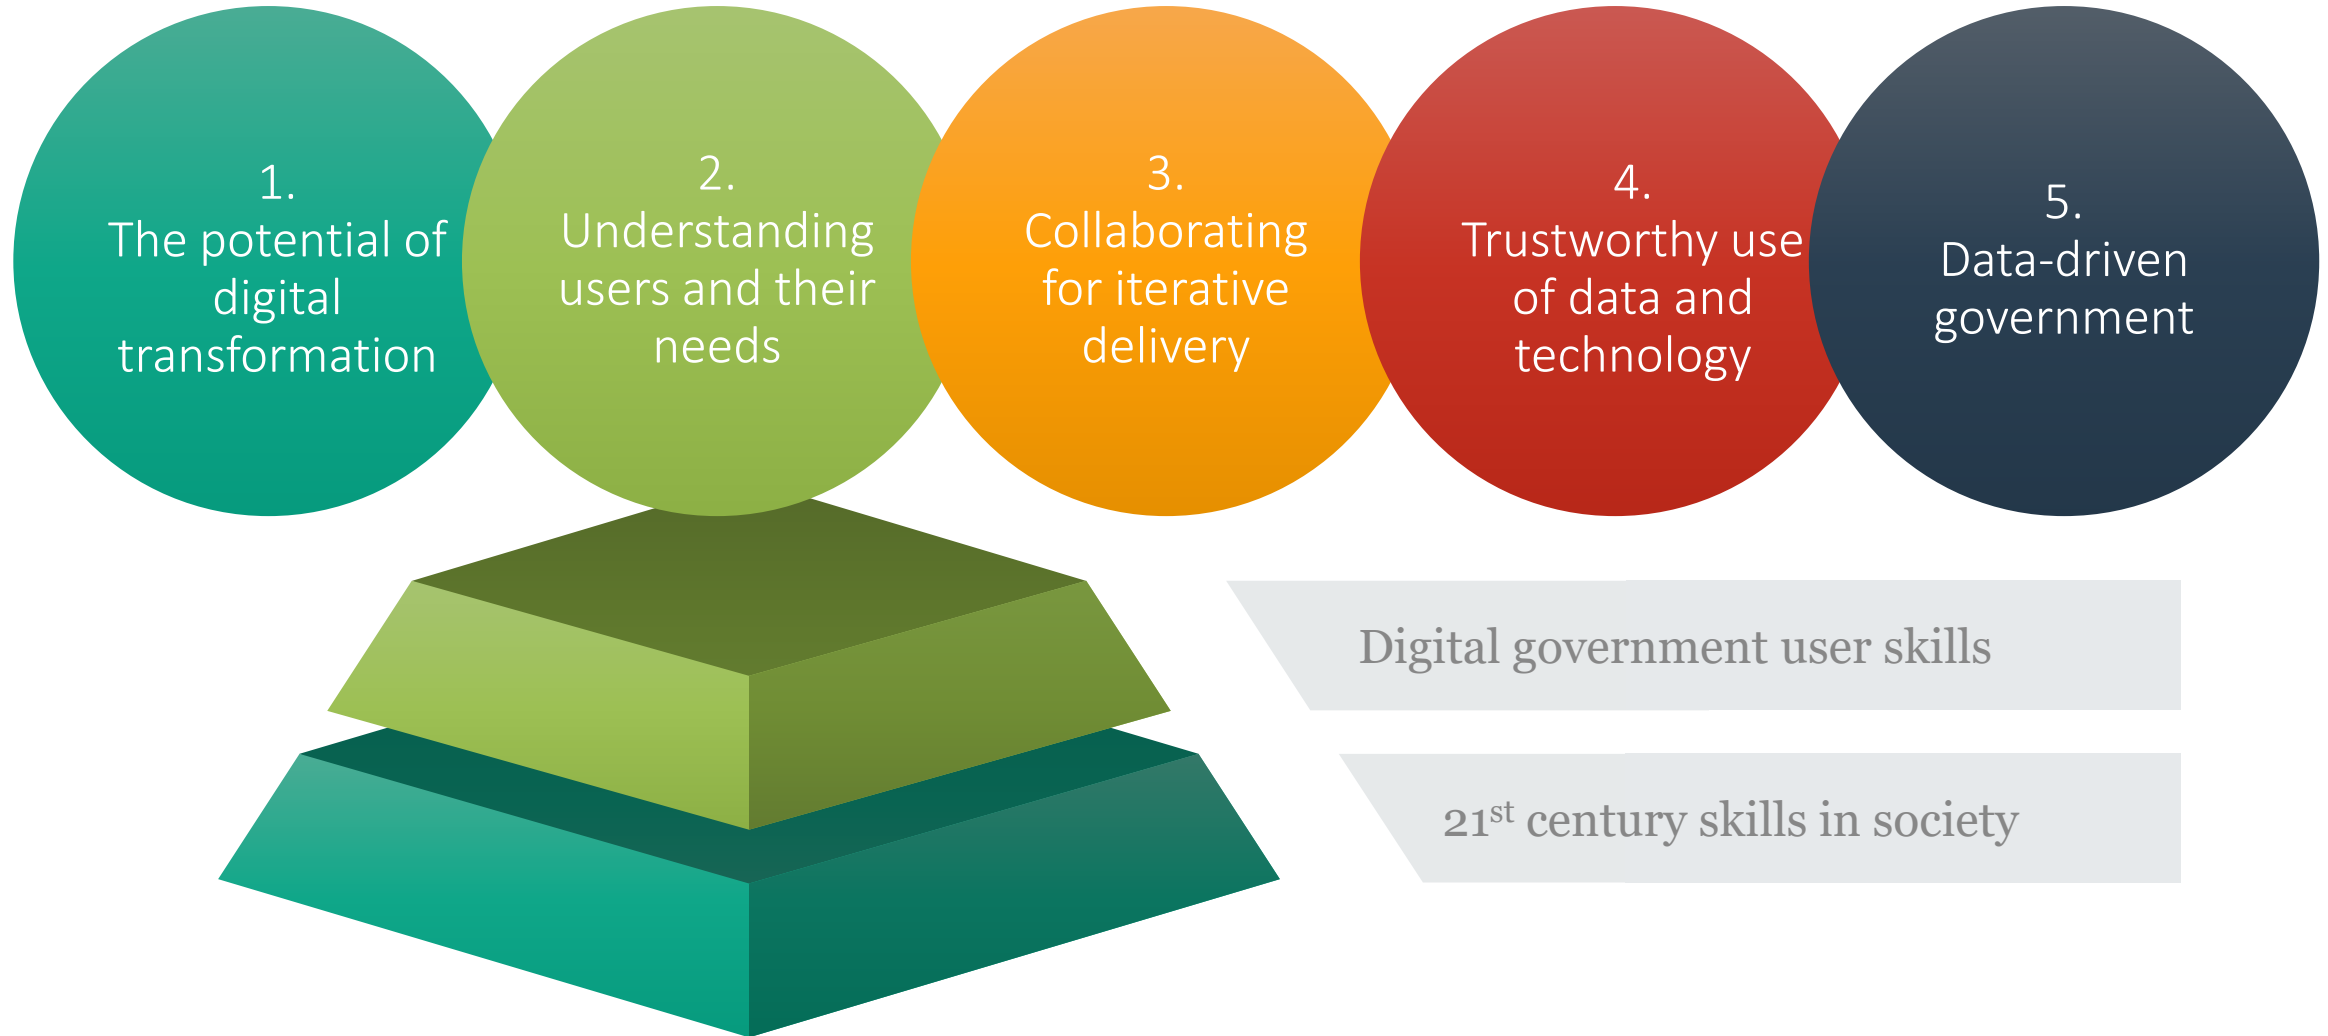 1.
The potential of
digital
transformation
2.
Understanding
users and their
needs
3.
Collaborating
for iterative
delivery
4.
Trustworthy use
of data and
technology
5.
Data-driven
government
Digital government user skills
21st century skills in society